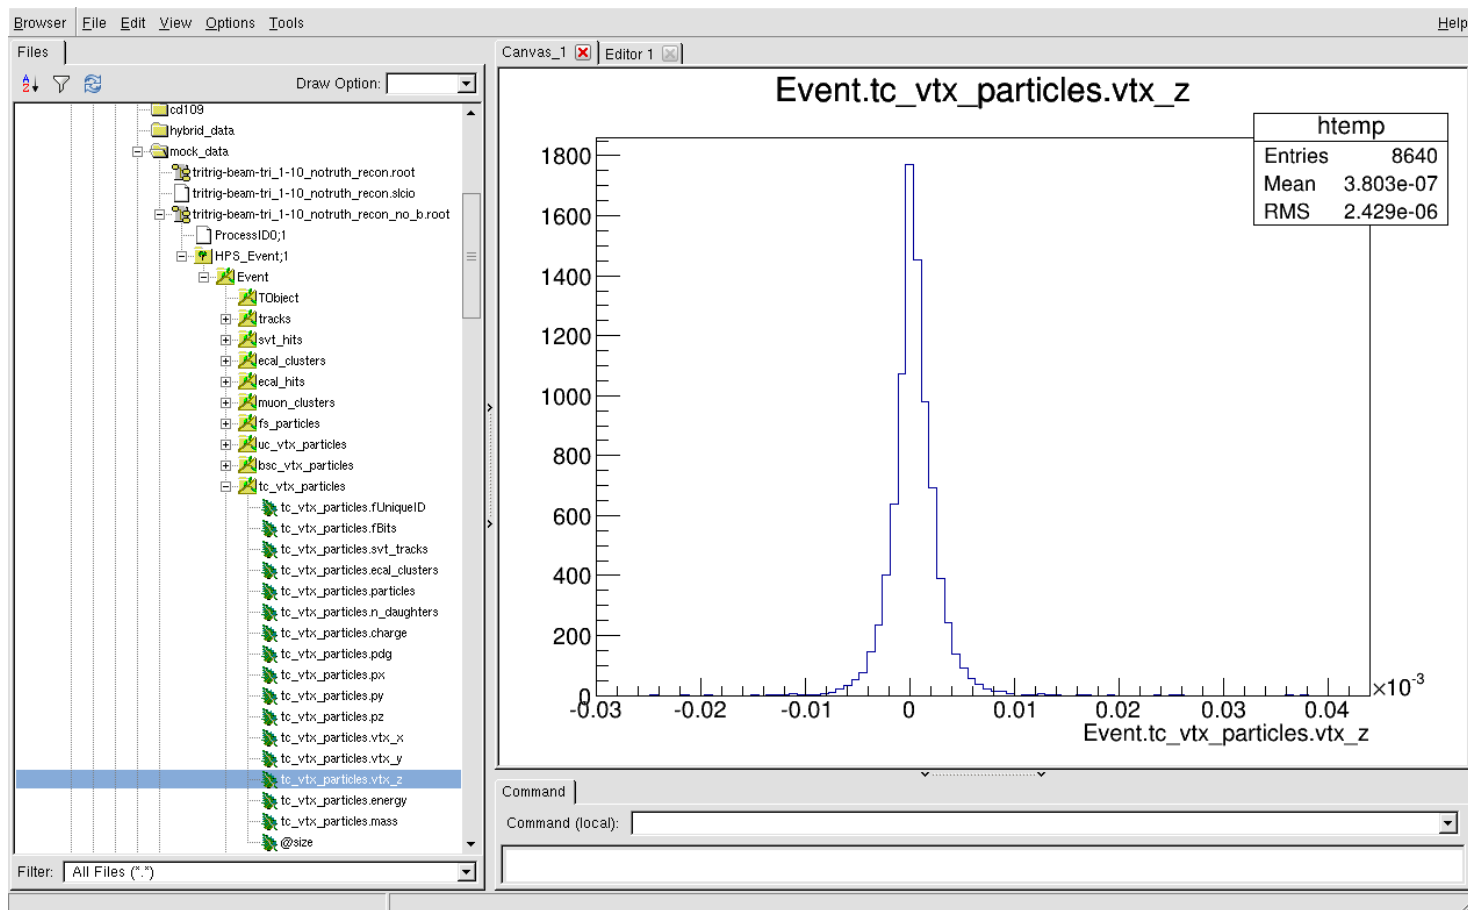 Browser File Edit View Options Tools Help
Files
Draw Option:
cd109
hybrid_data
mock_data
tritrig-beam-tri_1-10_notruth_recon.root
tritrig-beam-tri_1-10_notruth_recon.slcio
tritrig-beam-tri_1-10_notruth_recon_no_b.root
ProcessID0;1
HPS_Event;1
Event
TObject
tracks
svt_hits
ecal_clusters
ecal_hits
muon_clusters
fs_particles
uc_vtx_particles
bsc_vtx_particles
tc_vtx_particles
tc_vtx_particles.fUniqueID
tc_vtx_particles.fBits
tc_vtx_particles.svt_tracks
tc_vtx_particles.ecal_clusters
tc_vtx_particles.particles
tc_vtx_particles.n_daughters
tc_vtx_particles.charge
tc_vtx_particles.pdg
tc_vtx_particles.px
tc_vtx_particles.py
tc_vtx_particles.pz
tc_vtx_particles.vtx_x
tc_vtx_particles.vtx_y
tc_vtx_particles.vtx_z
tc_vtx_particles.energy
tc_vtx_particles.mass
@size
Filter: All Files (*.*)
Canvas_1 Editor 1
Event.tc_vtx_particles.vtx_z
htemp
Entries 8640
Mean 3.803e-07
RMS 2.429e-06
1800
1600
1400
1200
1000
800
600
400
200
0
-0.03 -0.02 -0.01 0 0.01 0.02 0.03 0.04
×10⁻³
Event.tc_vtx_particles.vtx_z
Command
Command (local):